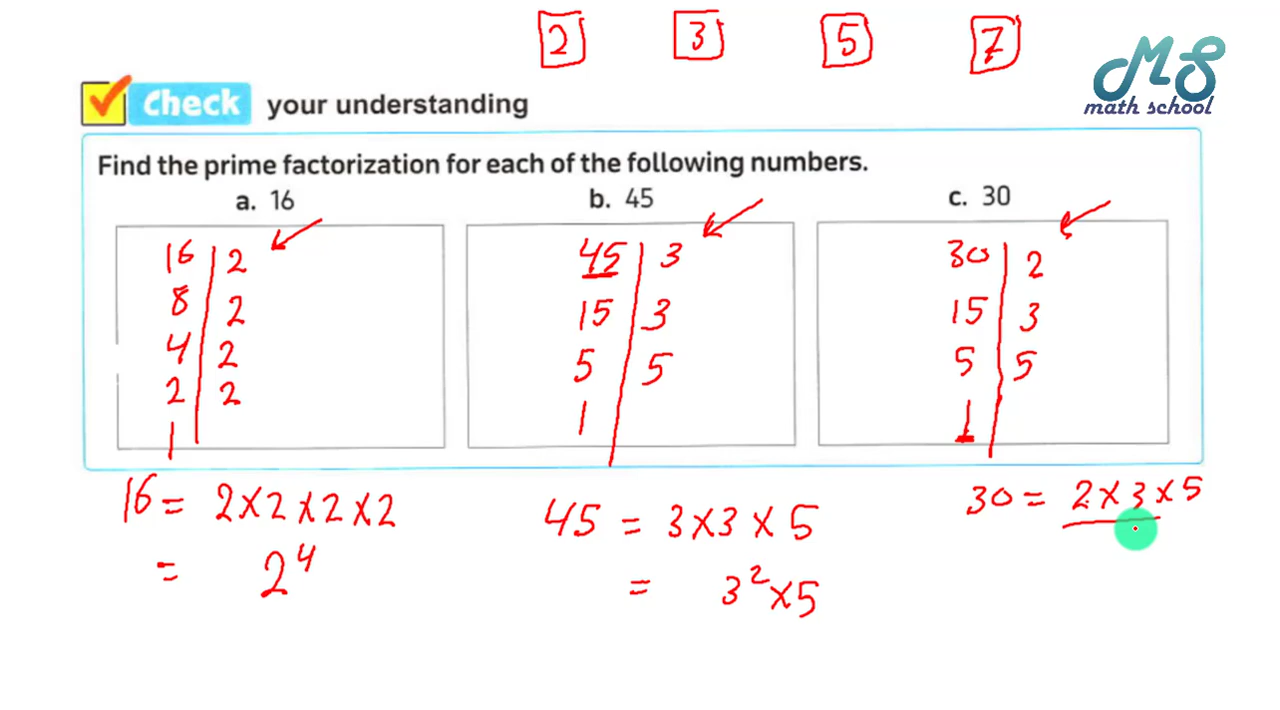 2 3 5 7
MS
math school
Check your understanding
Find the prime factorization for each of the following numbers.
a. 16
16 2
8 2
4 2
2 2
1
16 = 2×2×2×2
= 2⁴
b. 45
45 3
15 3
5 5
1
45 = 3×3×5
= 3²×5
c. 30
30 2
15 3
5 5
1
30 = 2×3×5